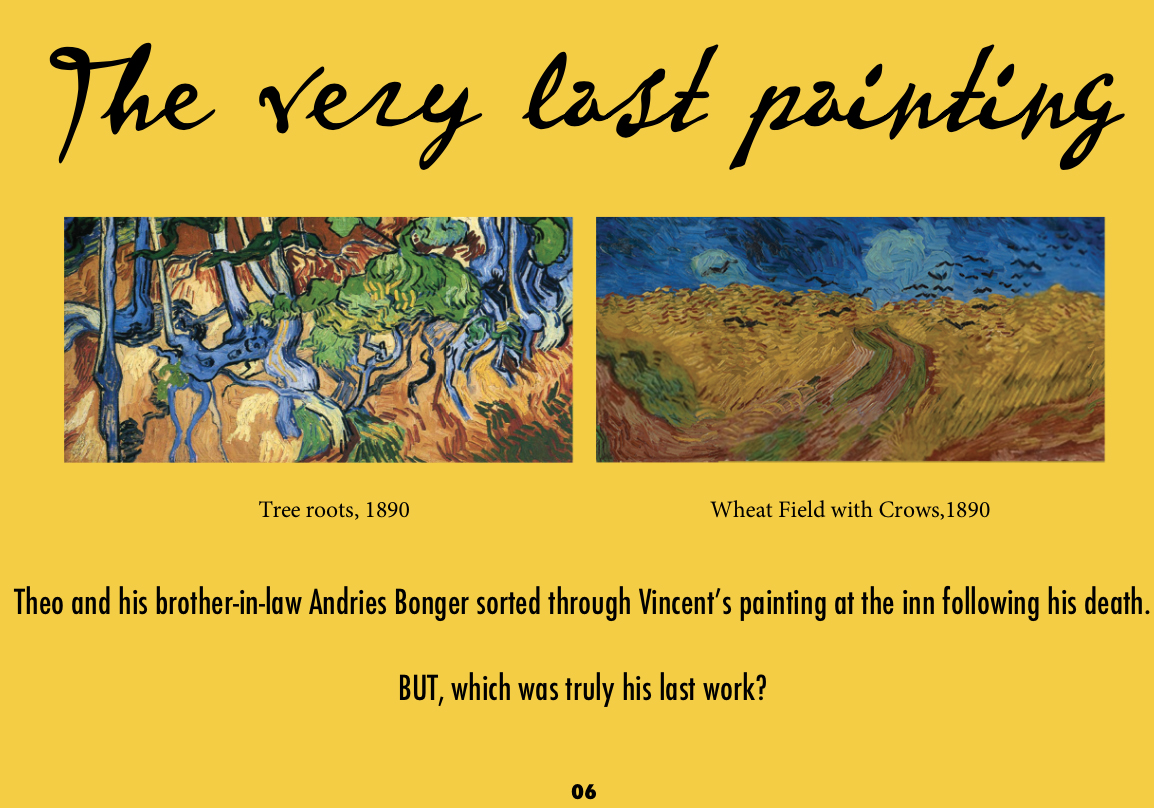 The very last painting
Tree roots, 1890
Wheat Field with Crows,1890
Theo and his brother-in-law Andries Bonger sorted through Vincent’s painting at the inn following his death.
BUT, which was truly his last work?
06